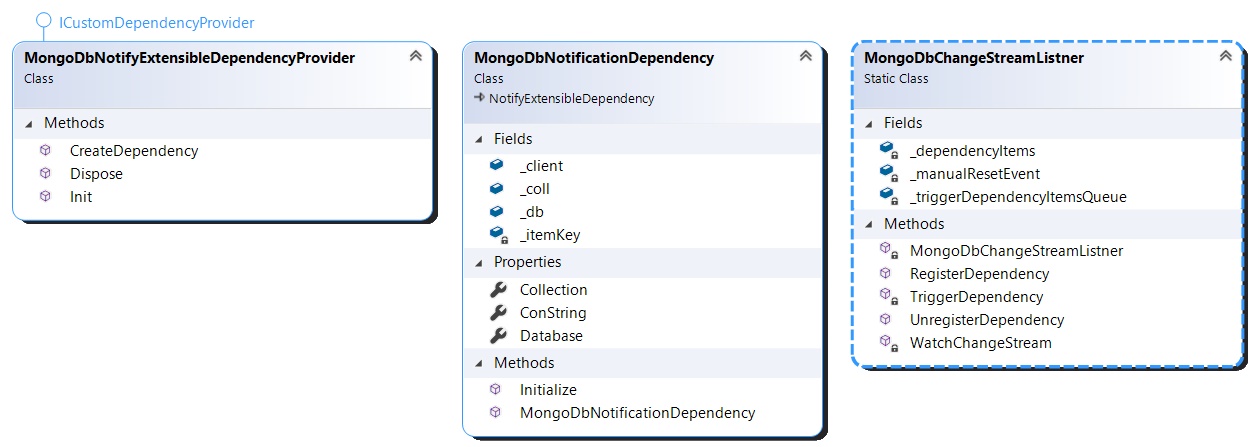 ICustomDependencyProvider
MongoDbNotifyExtensibleDependencyProvider
Class
Methods
CreateDependency
Dispose
Init
MongoDbNotificationDependency
Class
NotifyExtensibleDependency
Fields
_client
_coll
_db
_itemKey
Properties
Collection
ConString
Database
Methods
Initialize
MongoDbNotificationDependency
MongoDbChangeStreamListner
Static Class
Fields
_dependencyItems
_manualResetEvent
_triggerDependencyItemsQueue
Methods
MongoDbChangeStreamListner
RegisterDependency
TriggerDependency
UnregisterDependency
WatchChangeStream